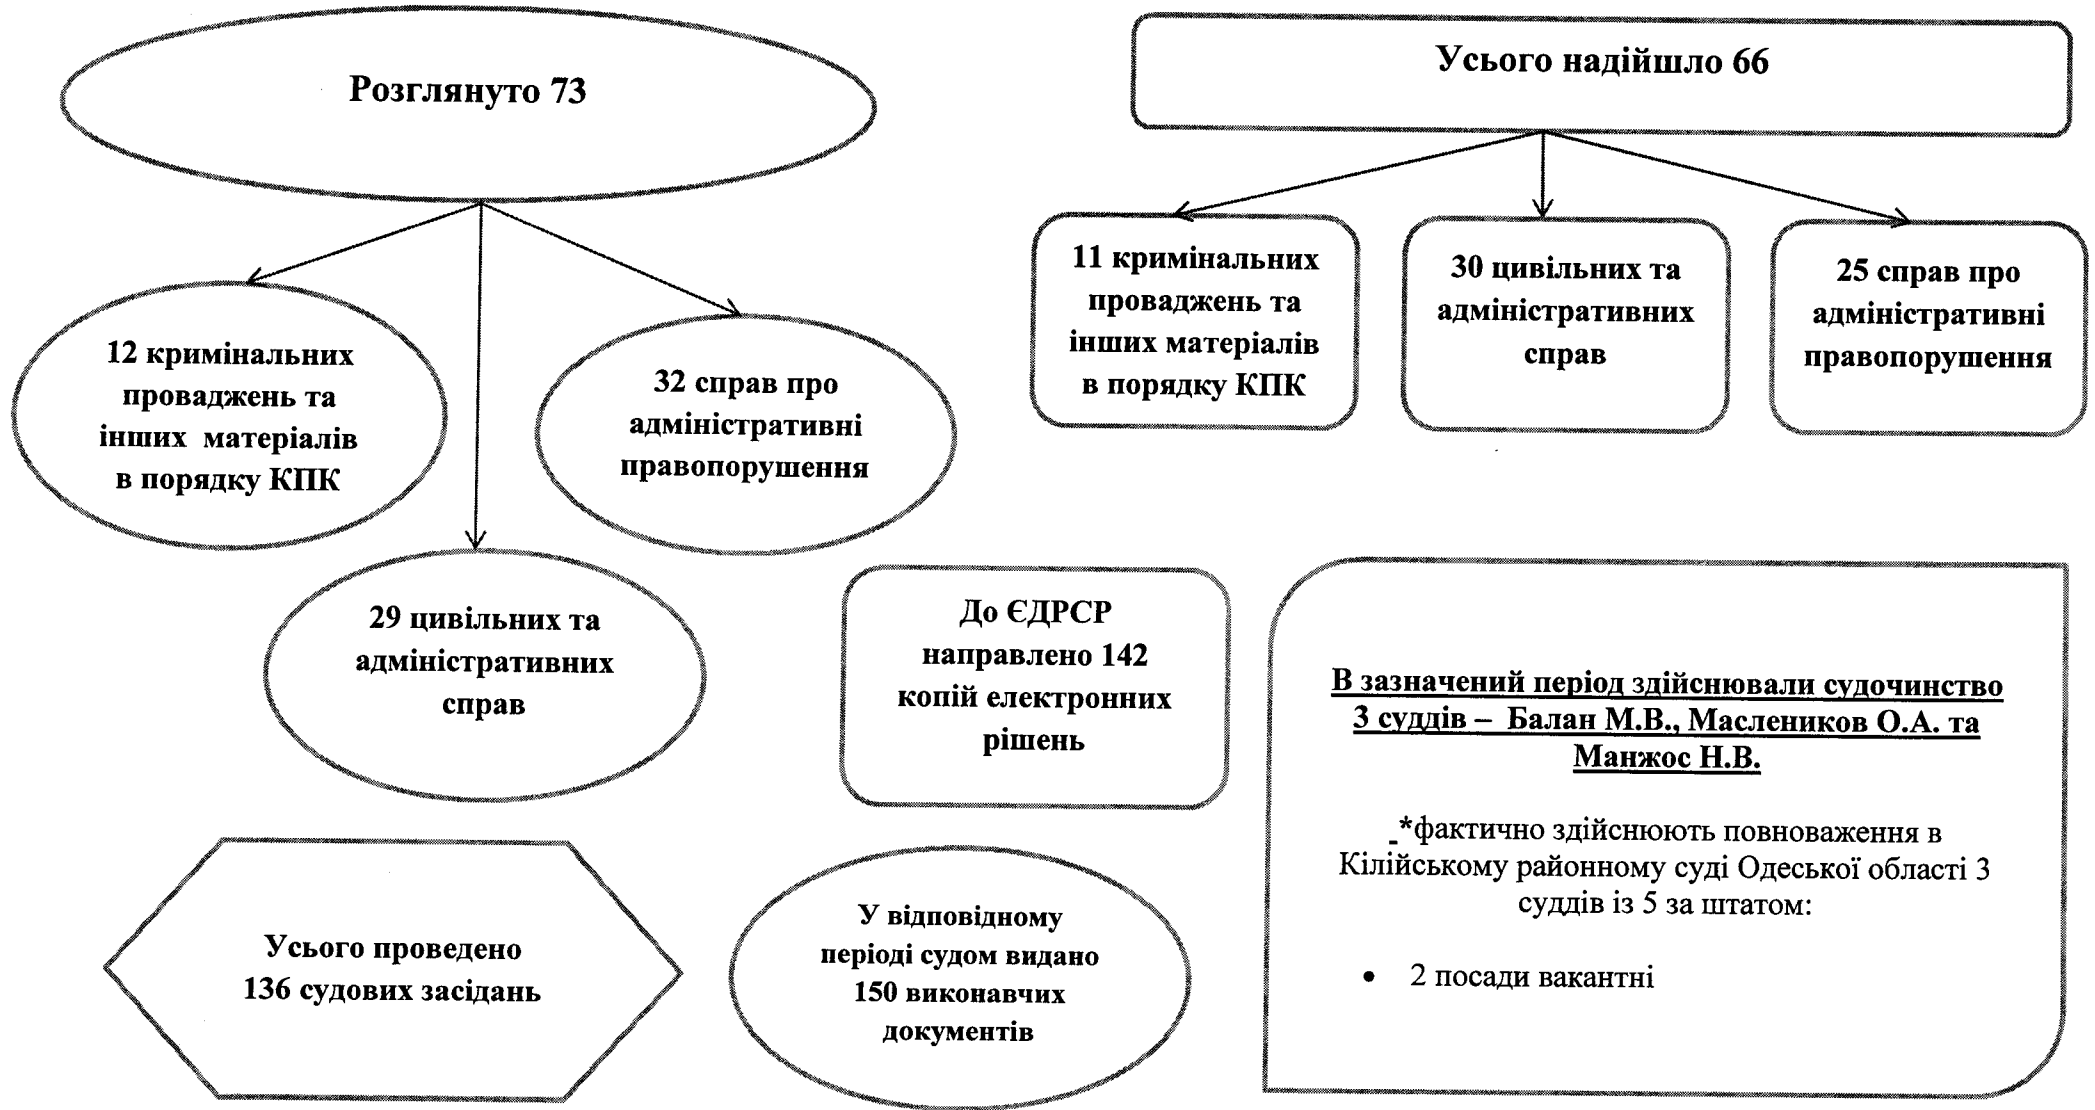 Розглянуто 73
Усього надійшло 66
12 кримінальних
проваджень та
інших матеріалів
в порядку КПК
32 справ про
адміністративні
правопорушення
29 цивільних та
адміністративних
справ
11 кримінальних
проваджень та
інших матеріалів
в порядку КПК
30 цивільних та
адміністративних
справ
25 справ про
адміністративні
правопорушення
До ЄДРСР
направлено 142
копій електронних
рішень
В зазначений період здійснювали судочинство
3 суддів – Балан М.В., Маслеников О.А. та
Манжос Н.В.
*фактично здійснюють повноваження в
Кілійському районному суді Одеської області 3
суддів із 5 за штатом:
• 2 посади вакантні
Усього проведено
136 судових засідань
У відповідному
періоді судом видано
150 виконавчих
документів